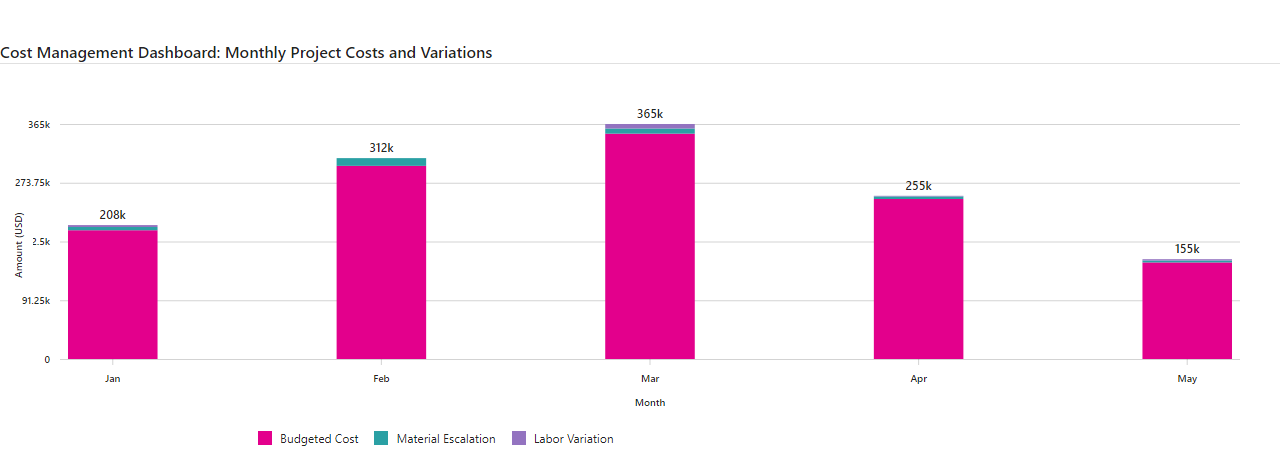 Cost Management Dashboard: Monthly Project Costs and Variations
365k
365k
312k
273.75k
255k
208k
2.5k
155k
Amount (USD)
91.25k
0
Jan Feb Mar Apr May
Month
Budgeted Cost Material Escalation Labor Variation